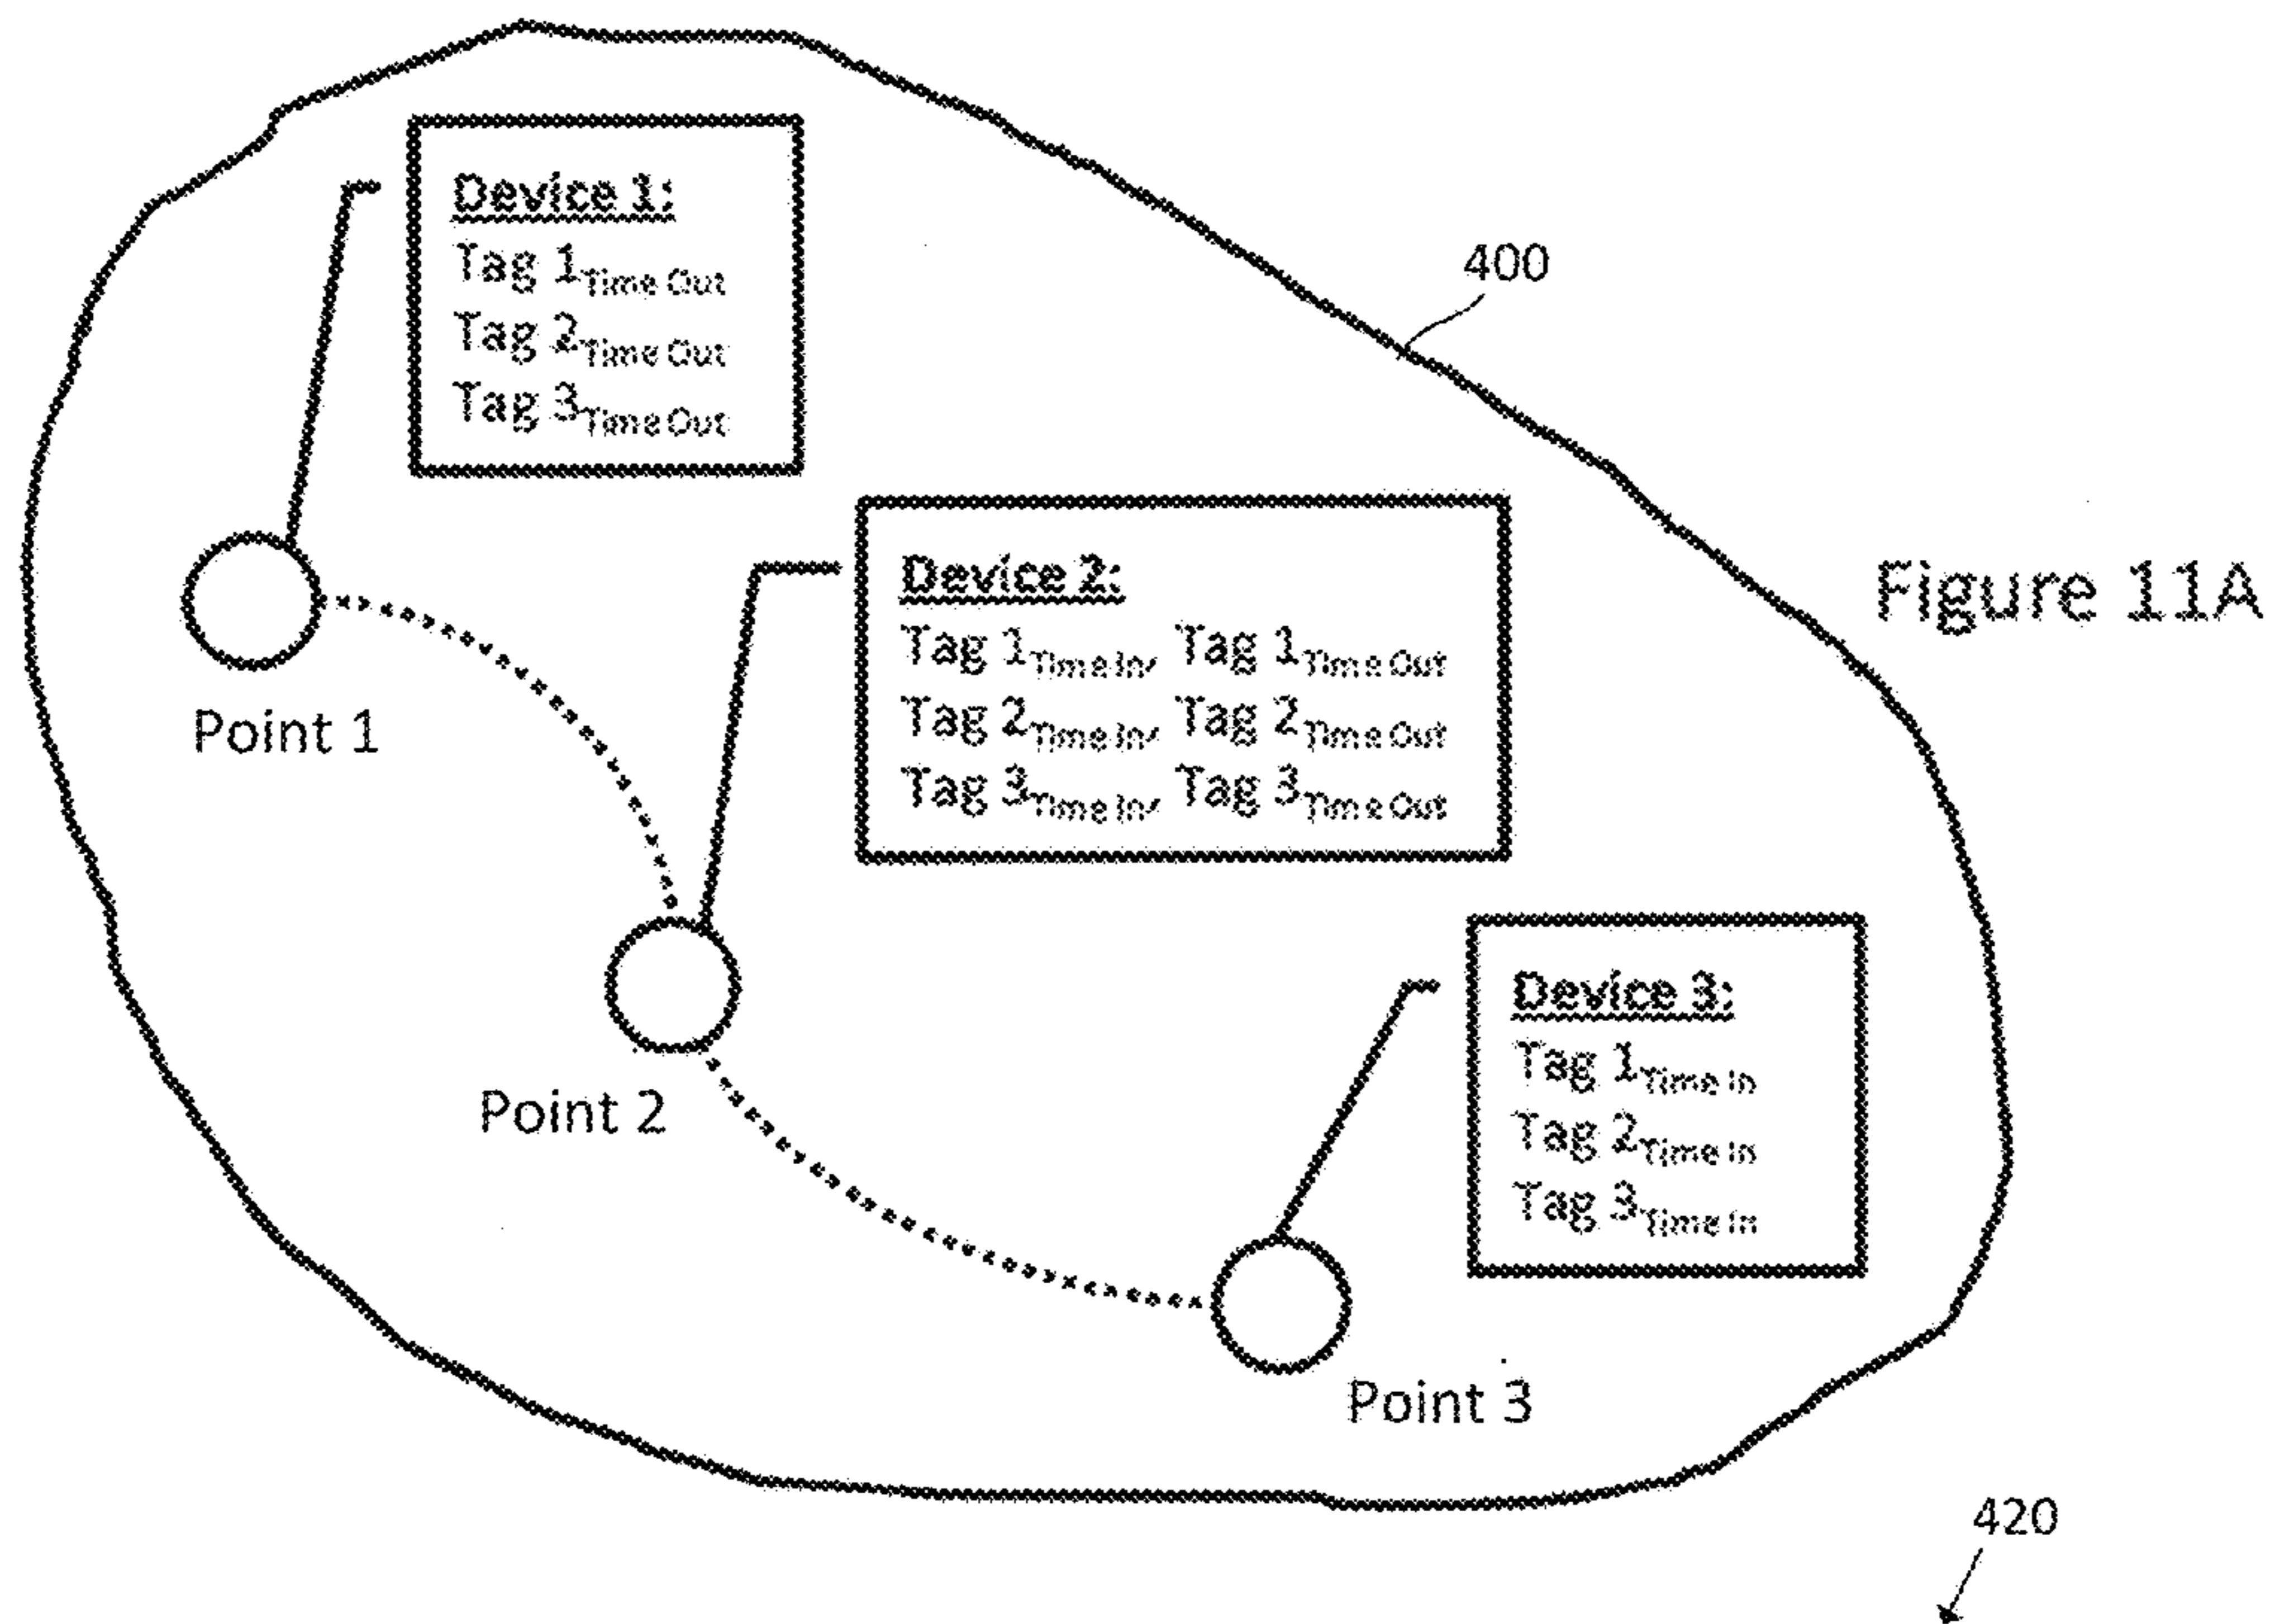 Device 1:
Tag 1Time Out
Tag 2Time Out
Tag 3Time Out
400
Device 2:
Tag 1Time In, Tag 1Time Out
Tag 2Time In, Tag 2Time Out
Tag 3Time In, Tag 3Time Out
Figure 11A
Point 1
Device 3:
Tag 1Time In
Tag 2Time In
Tag 3Time In
Point 2
Point 3
420